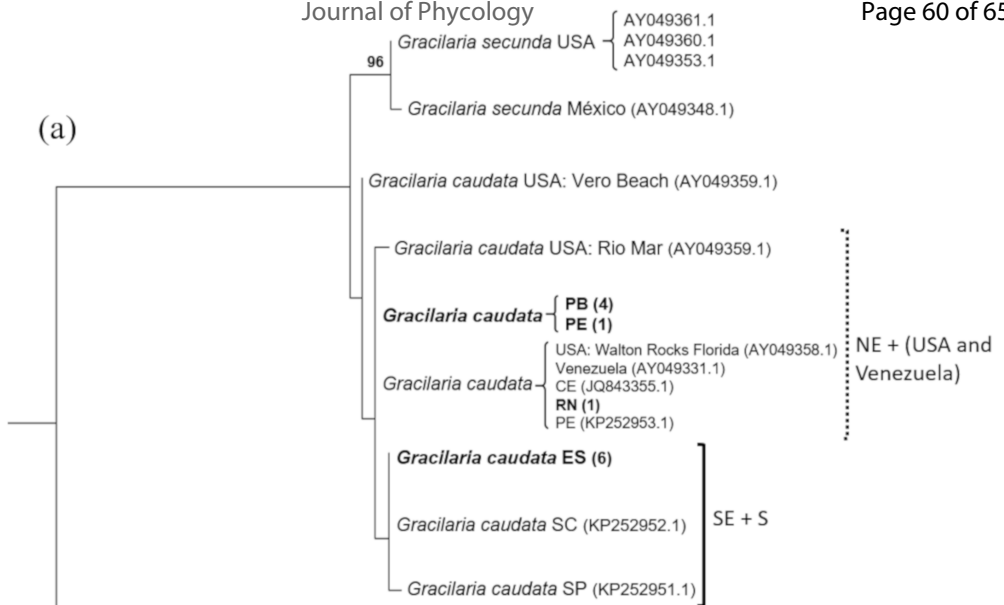 Journal of Phycology
Page 60 of 65
(a)
96
Gracilaria secunda USA
AY049361.1
AY049360.1
AY049353.1
Gracilaria secunda México (AY049348.1)
Gracilaria caudata USA: Vero Beach (AY049359.1)
Gracilaria caudata USA: Rio Mar (AY049359.1)
Gracilaria caudata
PB (4)
PE (1)
Gracilaria caudata
USA: Walton Rocks Florida (AY049358.1)
Venezuela (AY049331.1)
CE (JQ843355.1)
RN (1)
PE (KP252953.1)
NE + (USA and
Venezuela)
Gracilaria caudata ES (6)
Gracilaria caudata SC (KP252952.1)
Gracilaria caudata SP (KP252951.1)
SE + S